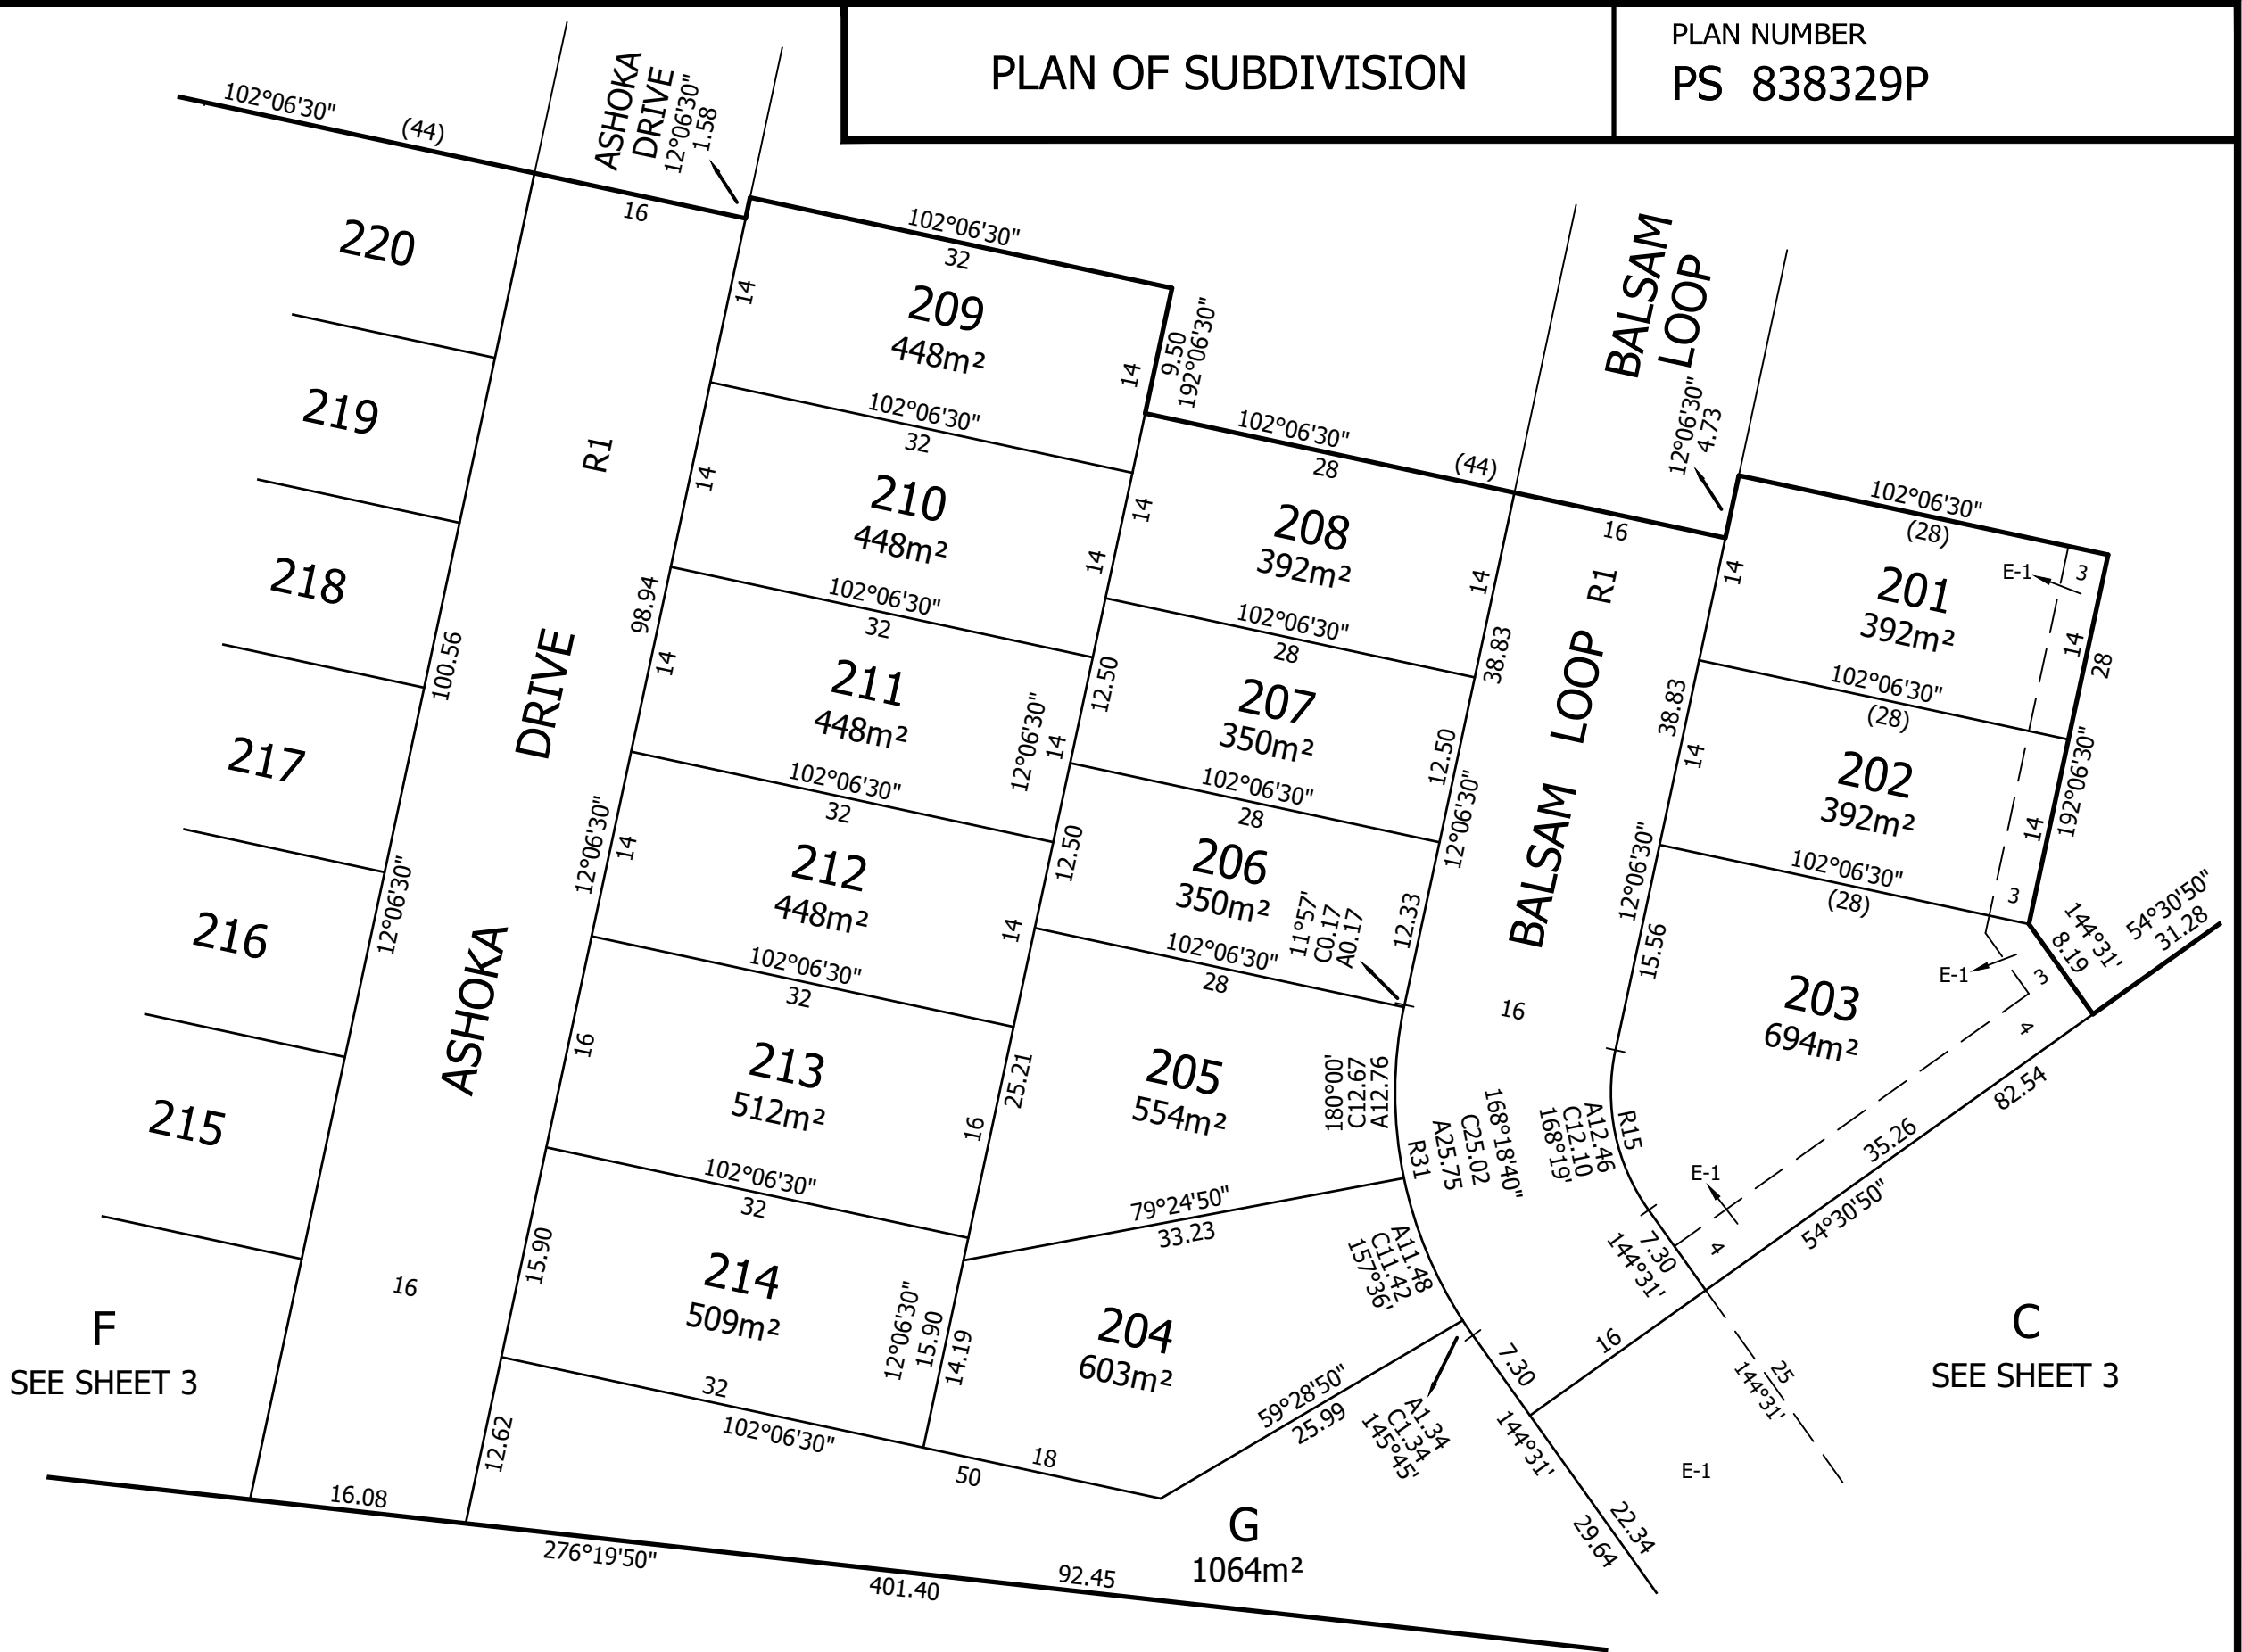 PLAN OF SUBDIVISION
PLAN NUMBER
PS 838329P
102°06'30"
(44)
ASHOKA
DRIVE
12°06'30"
1.58
16
102°06'30"
32
220
219
218
217
216
215
100.56
12°06'30"
R1
ASHOKA DRIVE
16
98.94
12°06'30"
14
209
448m²
14
9.50
192°06'30"
102°06'30"
32
14
210
448m²
14
102°06'30"
32
14
211
448m²
12°06'30"
14
102°06'30"
32
14
212
448m²
14
102°06'30"
32
16
213
512m²
16
102°06'30"
32
15.90
214
509m²
12°06'30"
15.90
32
102°06'30"
12.62
102°06'30"
28
(44)
BALSAM
LOOP
12°06'30"
4.73
16
14
208
392m²
14
102°06'30"
28
12.50
207
350m²
12.50
38.83
102°06'30"
28
12.50
206
350m²
12°06'30"
12.33
11°57'
C0.17
A0.17
102°06'30"
28
25.21
205
554m²
180°00'
C12.67
A12.76
R31
A25.75
C25.02
168°18'40"
79°24'50"
33.23
14.19
204
603m²
A11.48
C11.42
157°36'
59°28'50"
25.99
A1.34
C1.34
145°45'
18
50
R1
BALSAM LOOP
16
38.83
12°06'30"
15.56
102°06'30"
(28)
14
201
392m²
E-1
3
14
28
102°06'30"
(28)
14
202
392m²
14
192°06'30"
102°06'30"
(28)
3
203
694m²
E-1
3
4
144°31'
8.19
54°30'50"
31.28
82.54
35.26
54°30'50"
R15
A12.46
C12.10
168°19'
E-1
4
7.30
144°31'
16
7.30
144°31'
25
144°31'
E-1
22.34
29.64
C
SEE SHEET 3
F
SEE SHEET 3
G
1064m²
16.08
276°19'50"
401.40
92.45